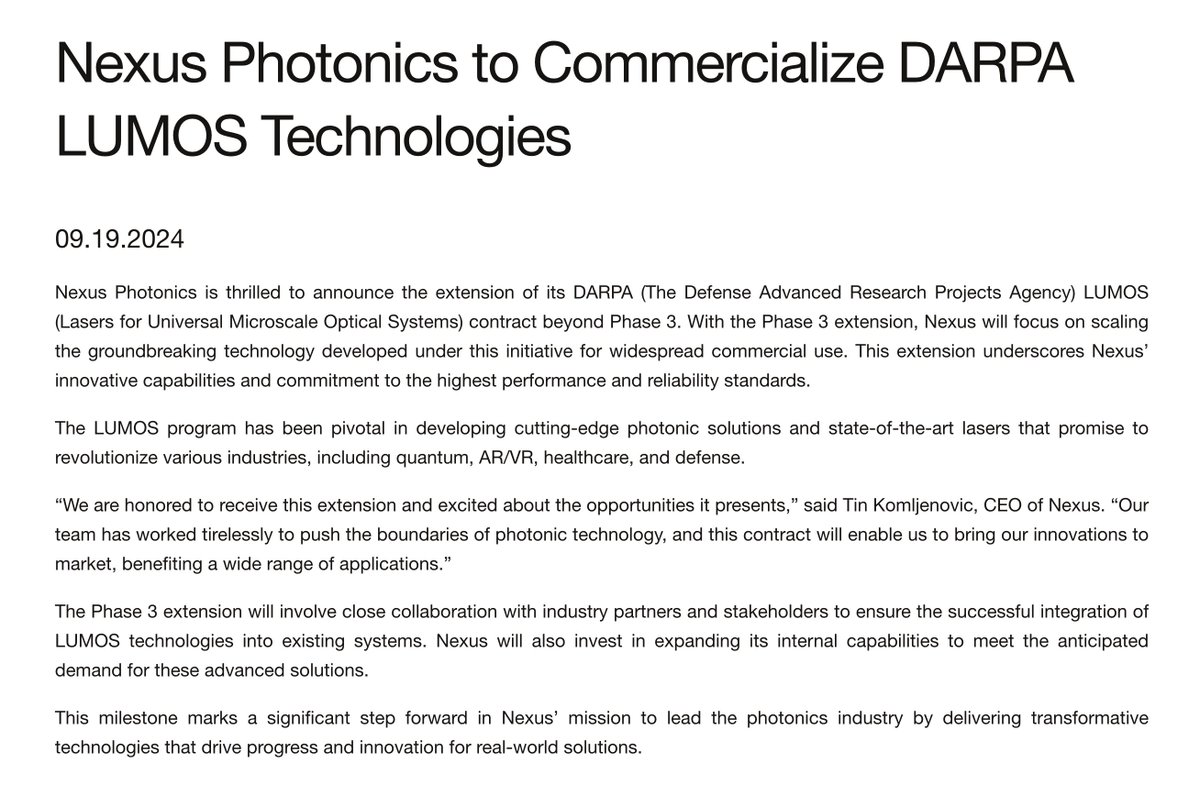 Nexus Photonics to Commercialize DARPA
LUMOS Technologies
09.19.2024
Nexus Photonics is thrilled to announce the extension of its DARPA (The Defense Advanced Research Projects Agency) LUMOS
(Lasers for Universal Microscale Optical Systems) contract beyond Phase 3. With the Phase 3 extension, Nexus will focus on scaling
the groundbreaking technology developed under this initiative for widespread commercial use. This extension underscores Nexus’
innovative capabilities and commitment to the highest performance and reliability standards.
The LUMOS program has been pivotal in developing cutting-edge photonic solutions and state-of-the-art lasers that promise to
revolutionize various industries, including quantum, AR/VR, healthcare, and defense.
“We are honored to receive this extension and excited about the opportunities it presents,” said Tin Komljenovic, CEO of Nexus. “Our
team has worked tirelessly to push the boundaries of photonic technology, and this contract will enable us to bring our innovations to
market, benefiting a wide range of applications.”
The Phase 3 extension will involve close collaboration with industry partners and stakeholders to ensure the successful integration of
LUMOS technologies into existing systems. Nexus will also invest in expanding its internal capabilities to meet the anticipated
demand for these advanced solutions.
This milestone marks a significant step forward in Nexus’ mission to lead the photonics industry by delivering transformative
technologies that drive progress and innovation for real-world solutions.